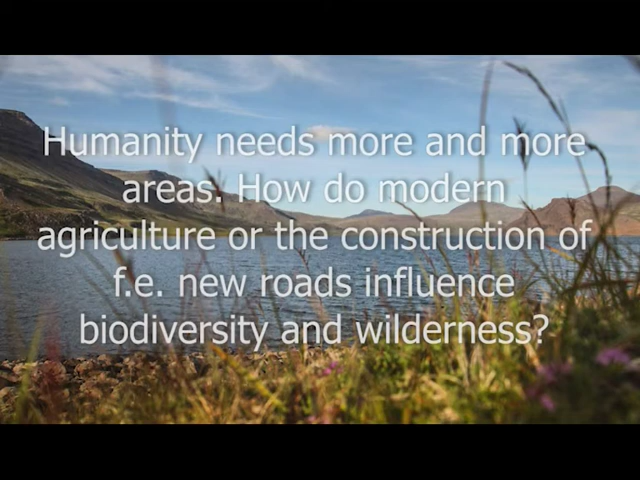 Humanity needs more and more
areas. How do modern
agriculture or the construction of
f.e. new roads influence
biodiversity and wilderness?